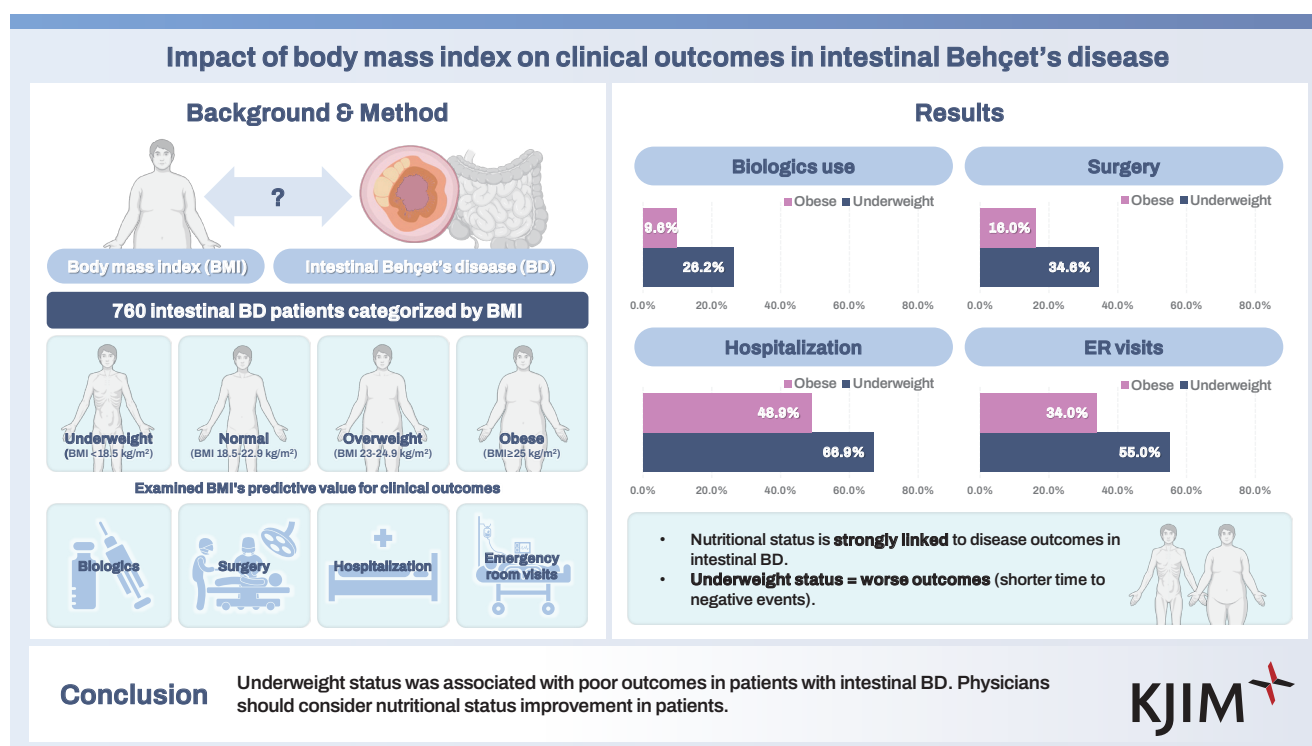 Impact of body mass index on clinical outcomes in intestinal Behçet's disease
Background & Method
?
Body mass index (BMI)
Intestinal Behçet's disease (BD)
760 intestinal BD patients categorized by BMI
Underweight
(BMI <18.5 kg/m²)
Normal
(BMI 18.5-22.9 kg/m²)
Overweight
(BMI 23-24.9 kg/m²)
Obese
(BMI≥25 kg/m²)
Examined BMI's predictive value for clinical outcomes
Biologics
Surgery
Hospitalization
Emergency
room visits
Results
Biologics use
Obese Underweight
9.6%
26.2%
0.0% 20.0% 40.0% 60.0% 80.0%
Surgery
Obese Underweight
16.0%
34.6%
0.0% 20.0% 40.0% 60.0% 80.0%
Hospitalization
Obese Underweight
48.9%
66.9%
0.0% 20.0% 40.0% 60.0% 80.0%
ER visits
Obese Underweight
34.0%
55.0%
0.0% 20.0% 40.0% 60.0% 80.0%
• Nutritional status is strongly linked to disease outcomes in
intestinal BD.
• Underweight status = worse outcomes (shorter time to
negative events).
Conclusion
Underweight status was associated with poor outcomes in patients with intestinal BD. Physicians
should consider nutritional status improvement in patients.
KJIM